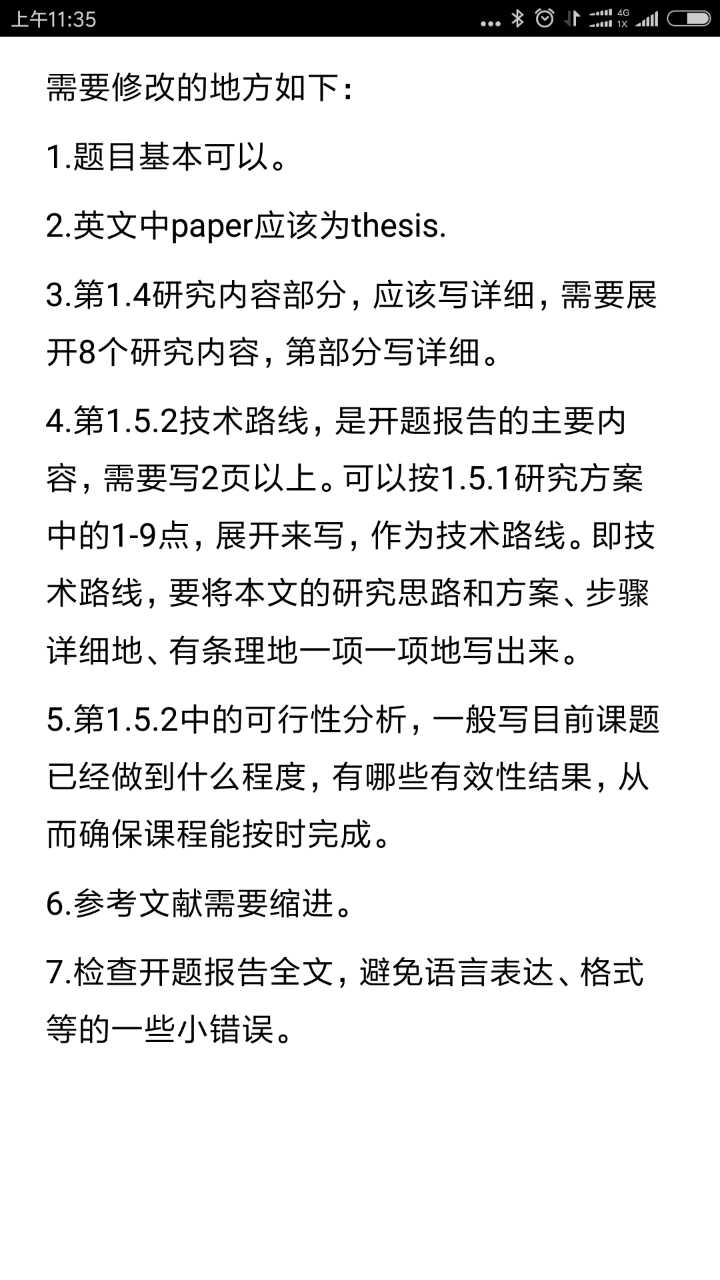 上午11:35
4G
1X
需要修改的地方如下：
1.题目基本可以。
2.英文中paper应该为thesis.
3.第1.4研究内容部分，应该写详细，需要展
开8个研究内容，第部分写详细。
4.第1.5.2技术路线，是开题报告的主要内
容，需要写2页以上。可以按1.5.1研究方案
中的1-9点，展开来写，作为技术路线。即技
术路线，要将本文的研究思路和方案、步骤
详细地、有条理地一项一项地写出来。
5.第1.5.2中的可行性分析，一般写目前课题
已经做到什么程度，有哪些有效性结果，从
而确保课程能按时完成。
6.参考文献需要缩进。
7.检查开题报告全文，避免语言表达、格式
等的一些小错误。